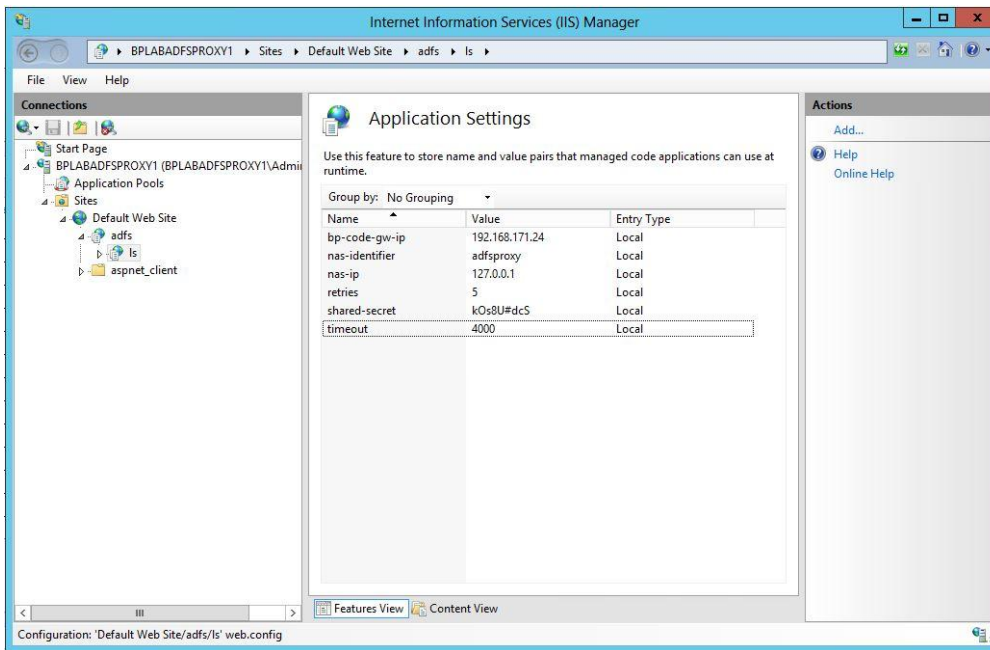 Internet Information Services (IIS) Manager
BPLABADFSPROXY1 Sites Default Web Site adfs ls
File View Help
Connections
Start Page
BPLABADFSPROXY1 (BPLABADFSPROXY1\Admi
Application Pools
Sites
Default Web Site
adfs
ls
aspnet_client
Application Settings
Use this feature to store name and value pairs that managed code applications can use at
runtime.
Group by: No Grouping
Name Value Entry Type
bp-code-gw-ip 192.168.171.24 Local
nas-identifier adfsproxy Local
nas-ip 127.0.0.1 Local
retries 5 Local
shared-secret kOs8U#dcS Local
timeout 4000 Local
Features View Content View
Actions
Add...
Help
Online Help
Configuration: 'Default Web Site/adfs/ls' web.config